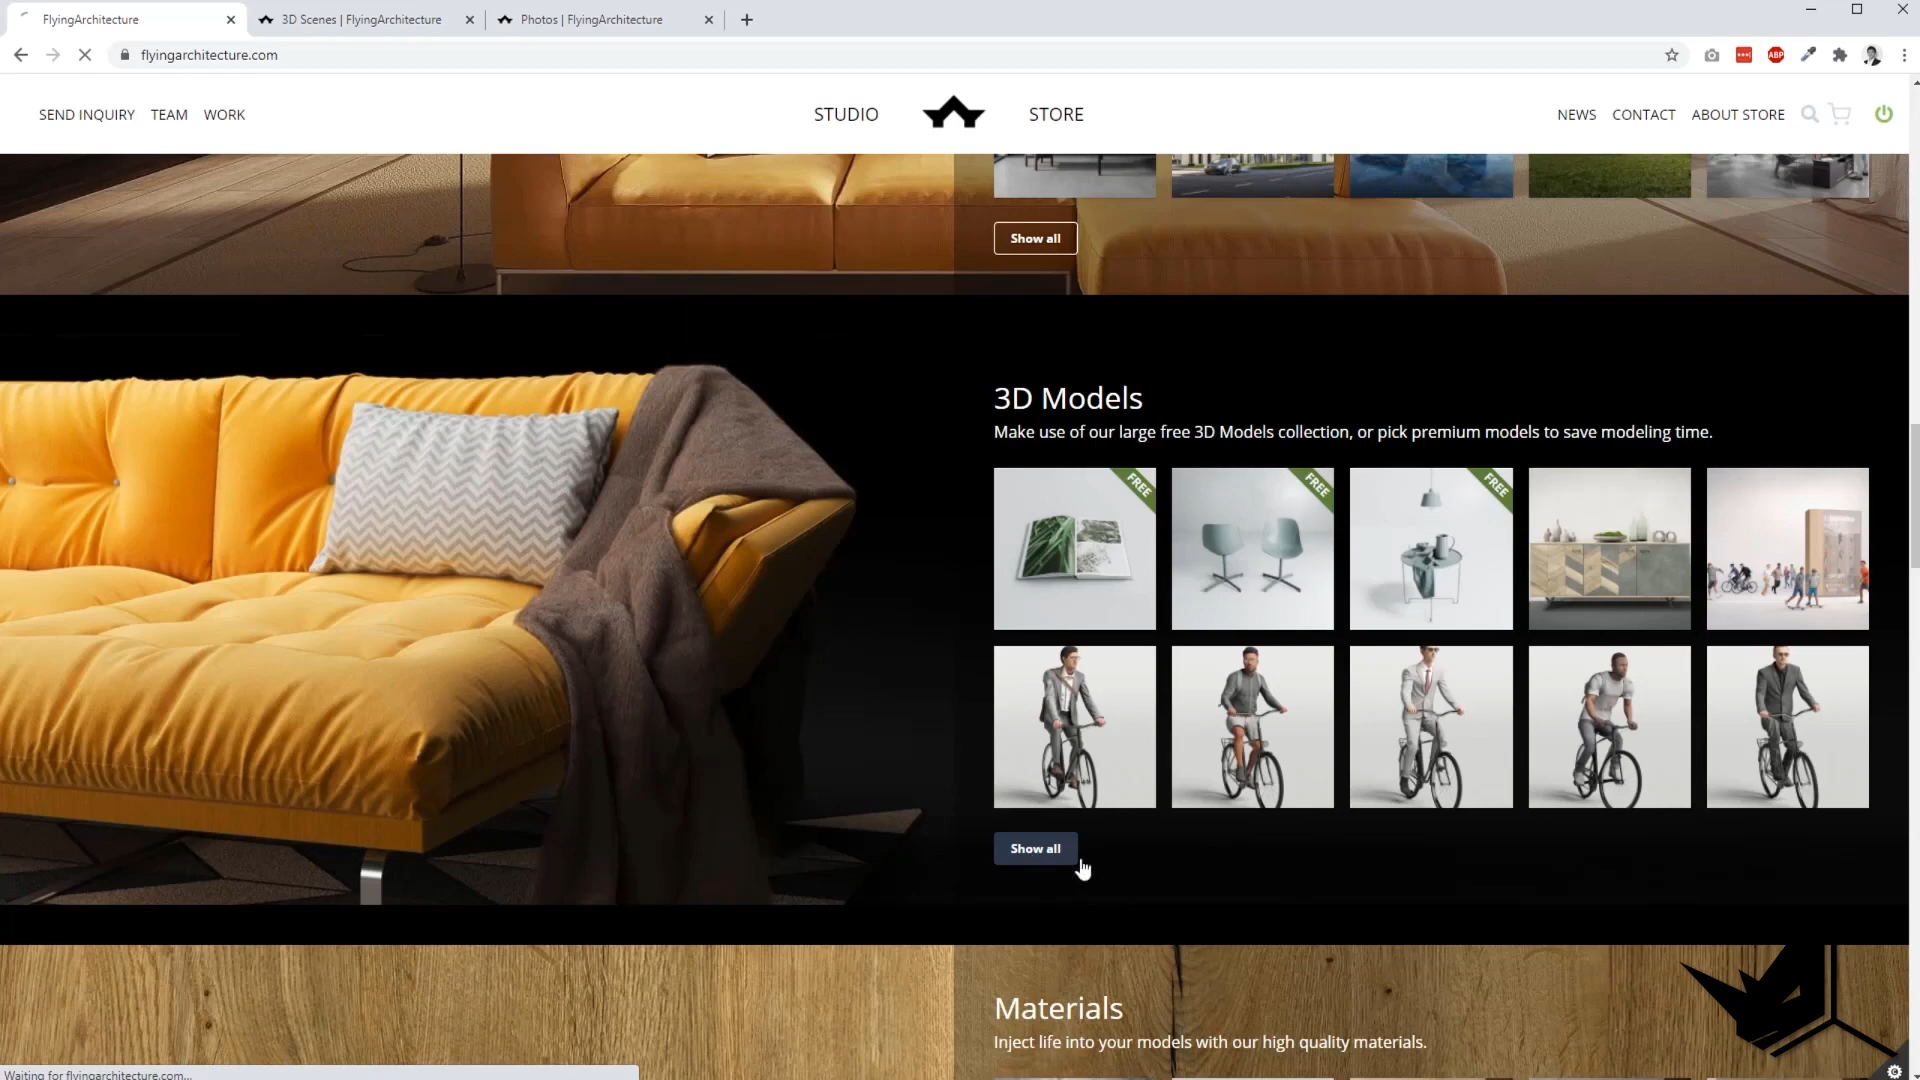 FlyingArchitecture
3D Scenes | FlyingArchitecture
Photos | FlyingArchitecture
flyingarchitecture.com
ABP
SEND INQUIRY TEAM WORK
STUDIO STORE
NEWS CONTACT ABOUT STORE
Show all
3D Models
Make use of our large free 3D Models collection, or pick premium models to save modeling time.
FREE
FREE
FREE
Show all
Materials
Inject life into your models with our high quality materials.
Waiting for flyingarchitecture.com...